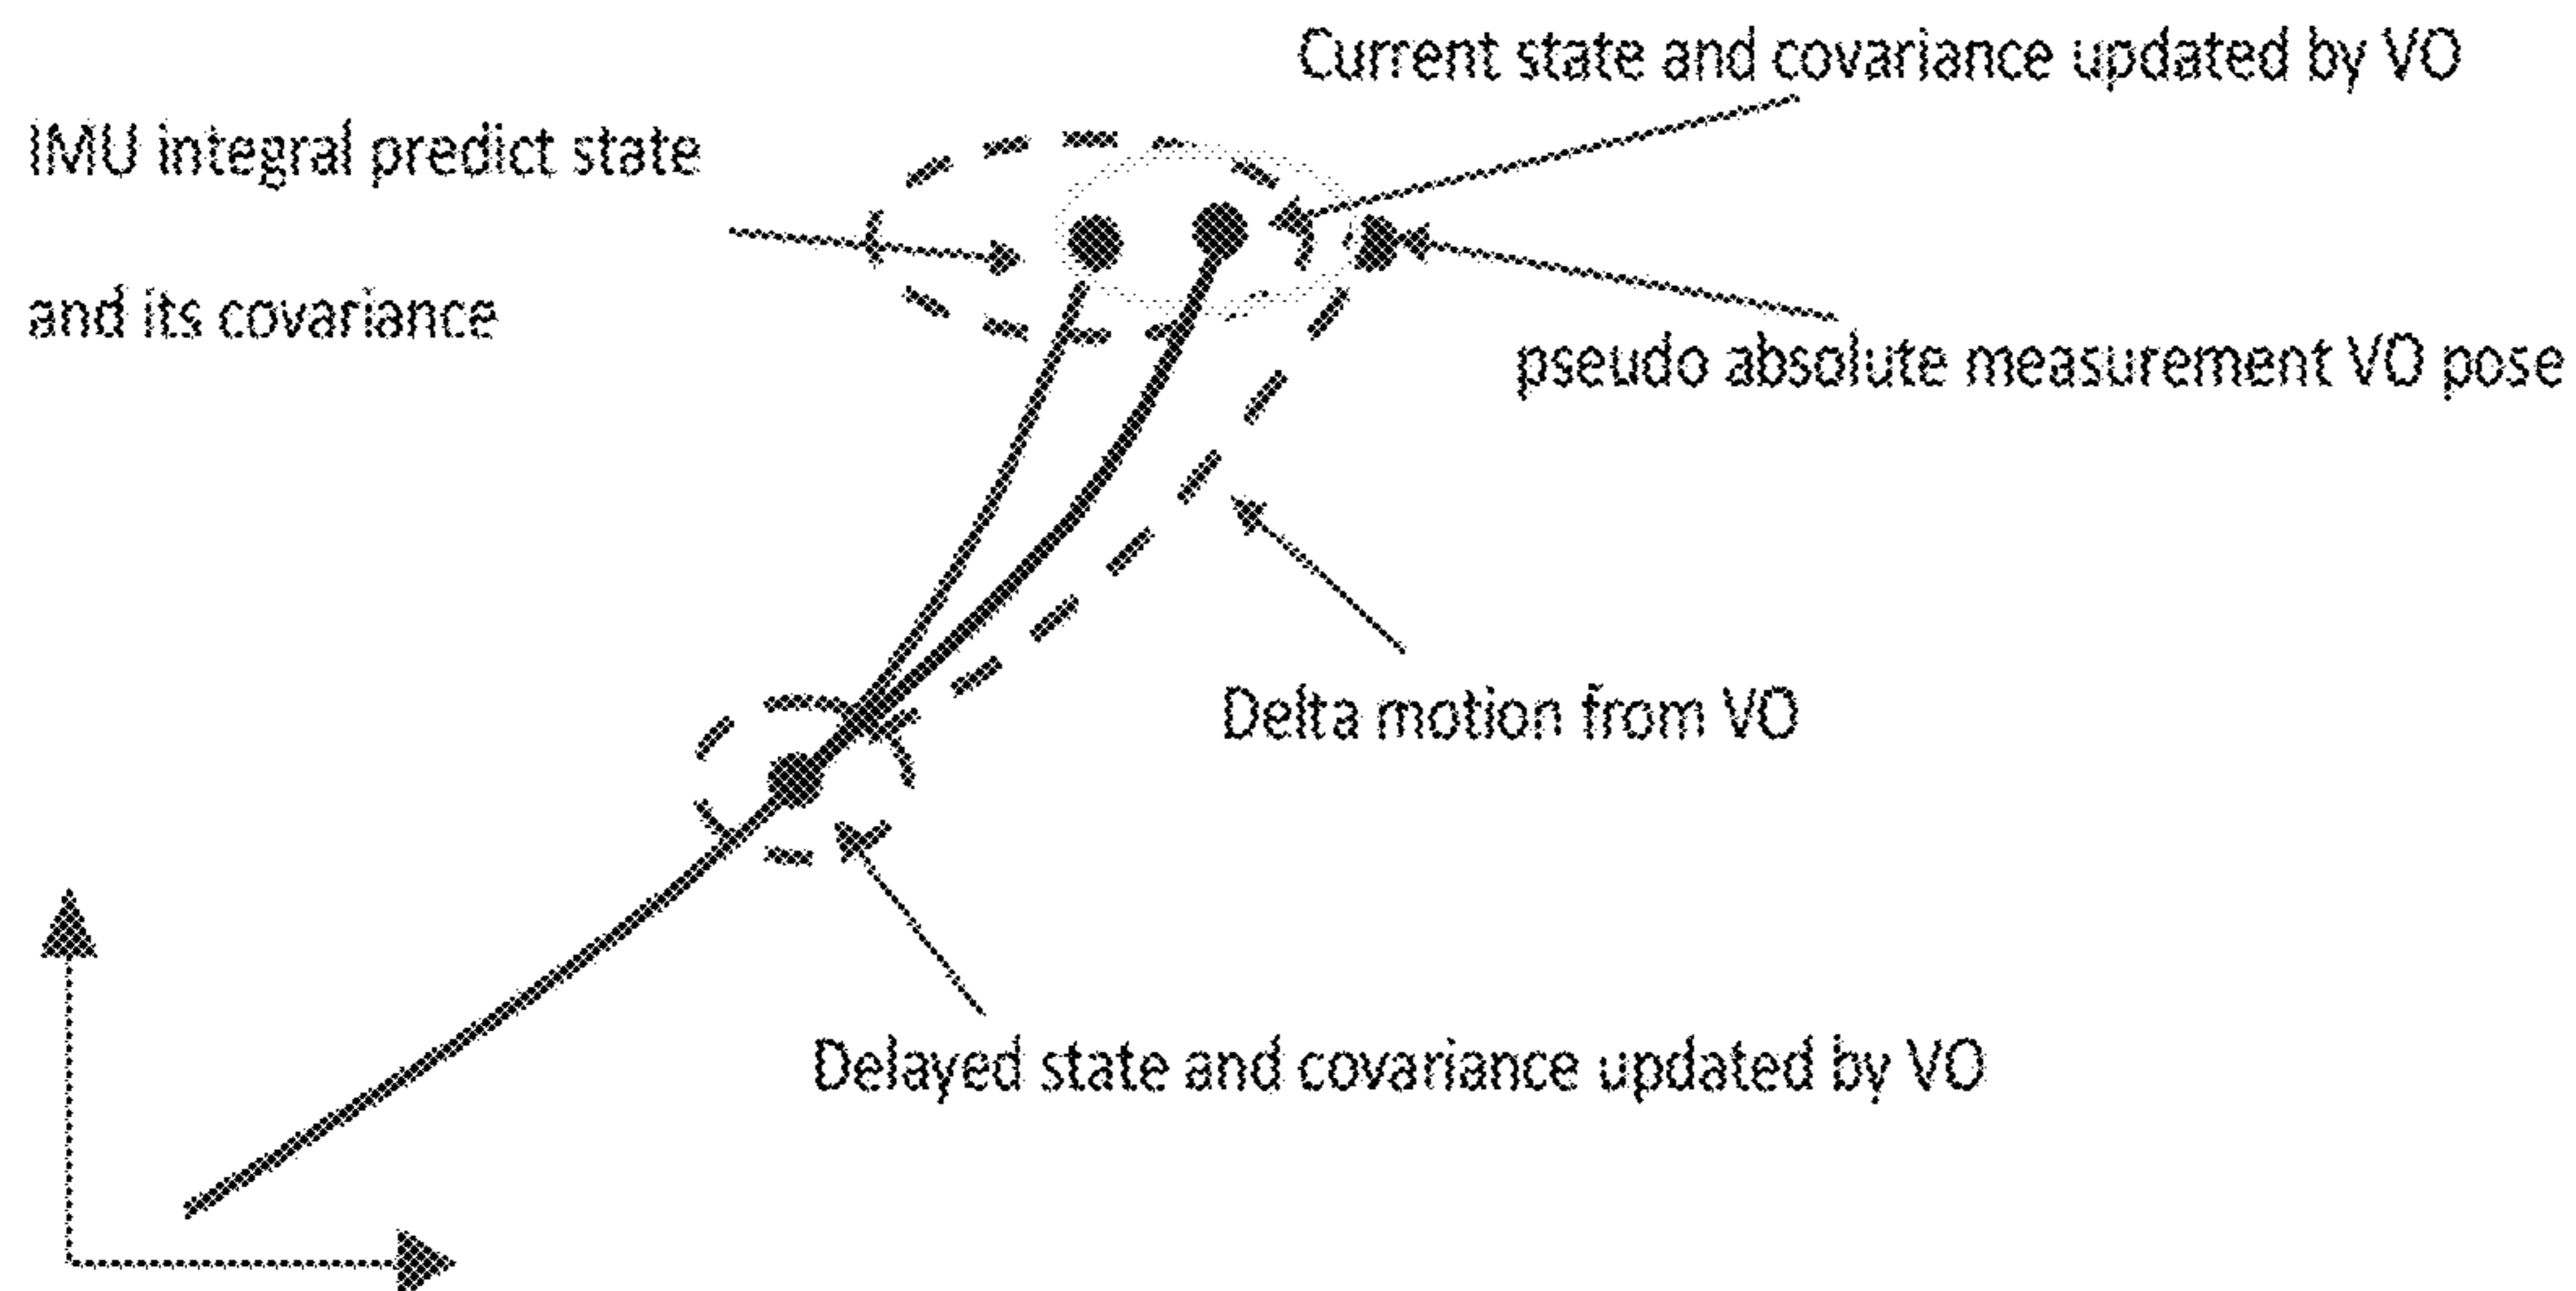 Current state and covariance updated by VO
IMU integral predict state
and its covariance
pseudo absolute measurement VO pose
Delta motion from VO
Delayed state and covariance updated by VO